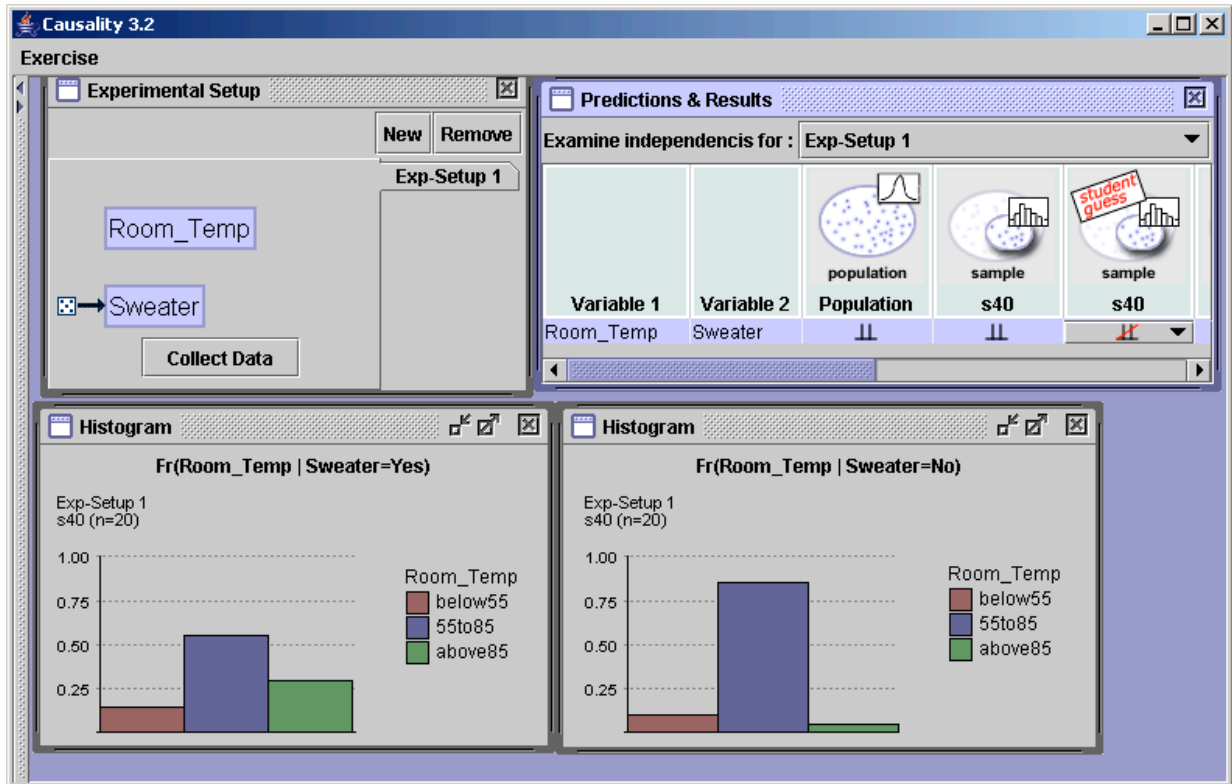 Causality 3.2
Exercise
Experimental Setup
New Remove
Exp-Setup 1
Room_Temp
Sweater
Collect Data
Predictions & Results
Examine independencis for : Exp-Setup 1
student
guess
population sample sample
Variable 1 Variable 2 Population s40 s40
Room_Temp Sweater
Histogram
Fr(Room_Temp | Sweater=Yes)
Exp-Setup 1
s40 (n=20)
1.00
0.75
0.50
0.25
Room_Temp
below55
55to85
above85
Histogram
Fr(Room_Temp | Sweater=No)
Exp-Setup 1
s40 (n=20)
1.00
0.75
0.50
0.25
Room_Temp
below55
55to85
above85